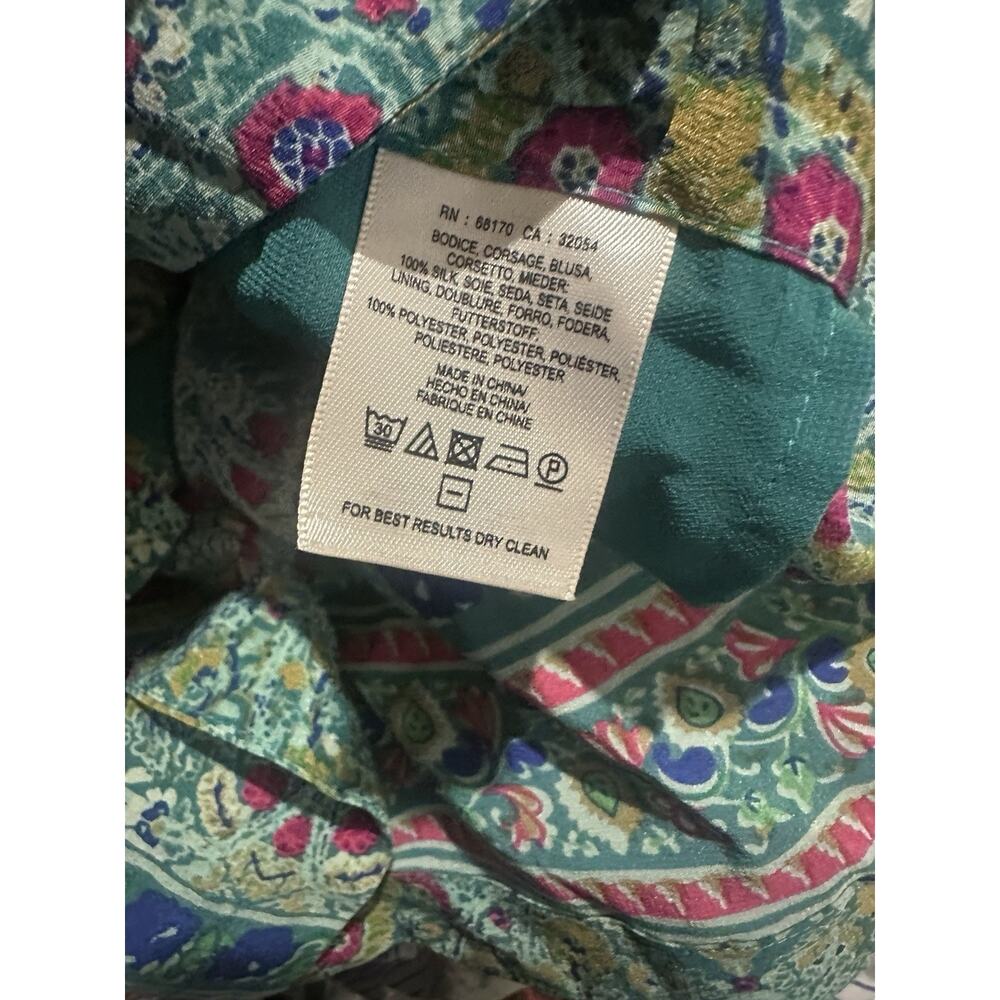 RN : 66170 CA : 32054
BODICE, CORSAGE, BLUSA,
CORSETTO, MIEDER:
100% SILK, SOIE, SEDA, SETA, SEIDE
LINING, DOUBLURE, FORRO, FODERA,
FUTTERSTOFF:
100% POLYESTER, POLYESTER, POLIÉSTER,
POLIESTERE, POLYESTER
MADE IN CHINA/
HECHO EN CHINA/
FABRIQUE EN CHINE
30 P
FOR BEST RESULTS DRY CLEAN